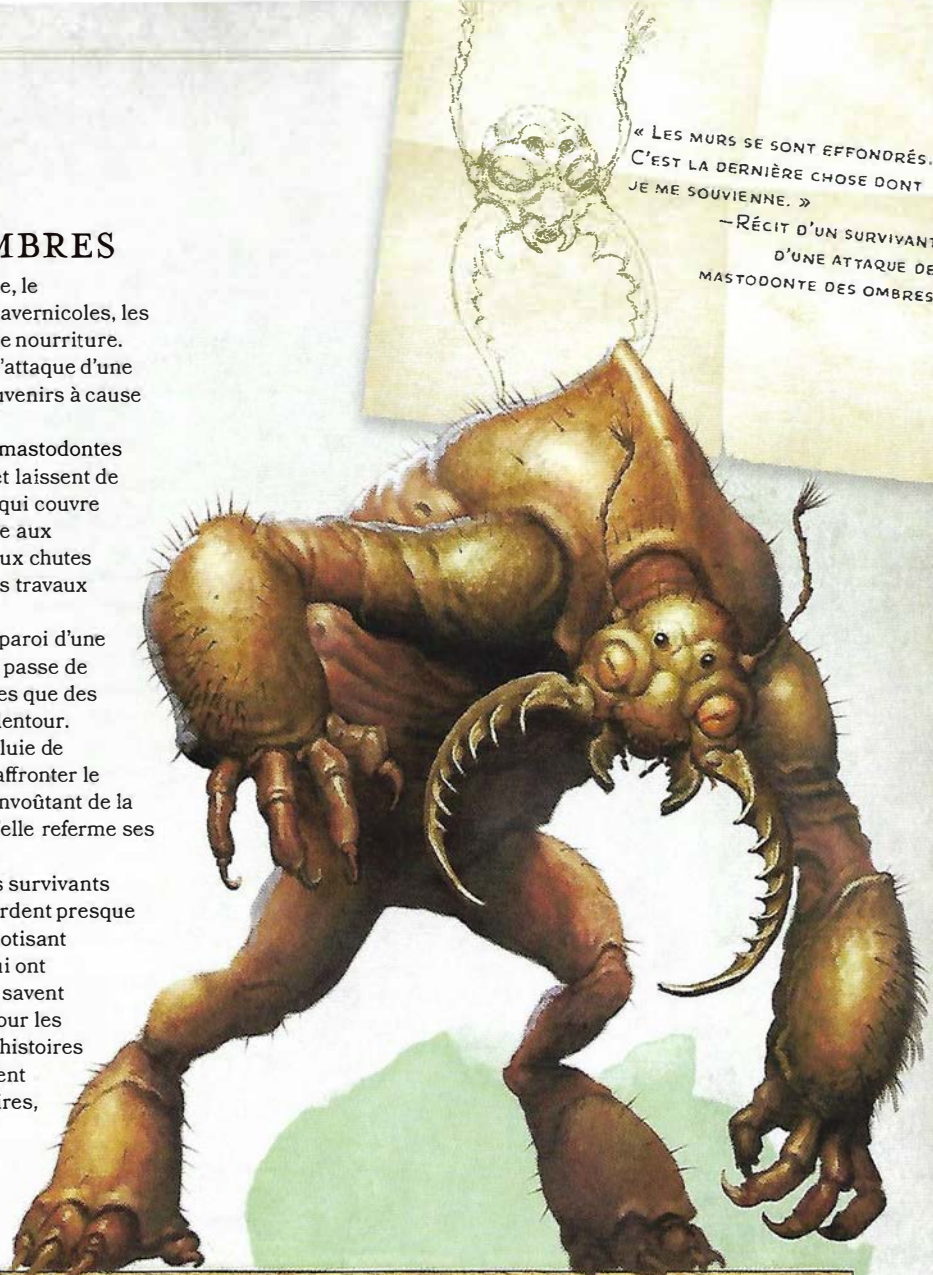 MBRES
e, le
avernicoles, les
e nourriture.
'attaque d'une
uvenirs à cause
mastodontes
et laissent de
qui couvre
e aux
ux chutes
s travaux
paroi d'une
passe de
es que des
lentour.
luie de
affronter le
nvoûtant de la
'elle referme ses
s survivants
rdent presque
otisant
ui ont
savent
our les
histoires
ent
ires,
« LES MURS SE SONT EFFONDRÉS.
C'EST LA DERNIÈRE CHOSE DONT
JE ME SOUVIENNE. »
—RÉCIT D'UN SURVIVANT
D'UNE ATTAQUE DE
MASTODONTE DES OMBRES